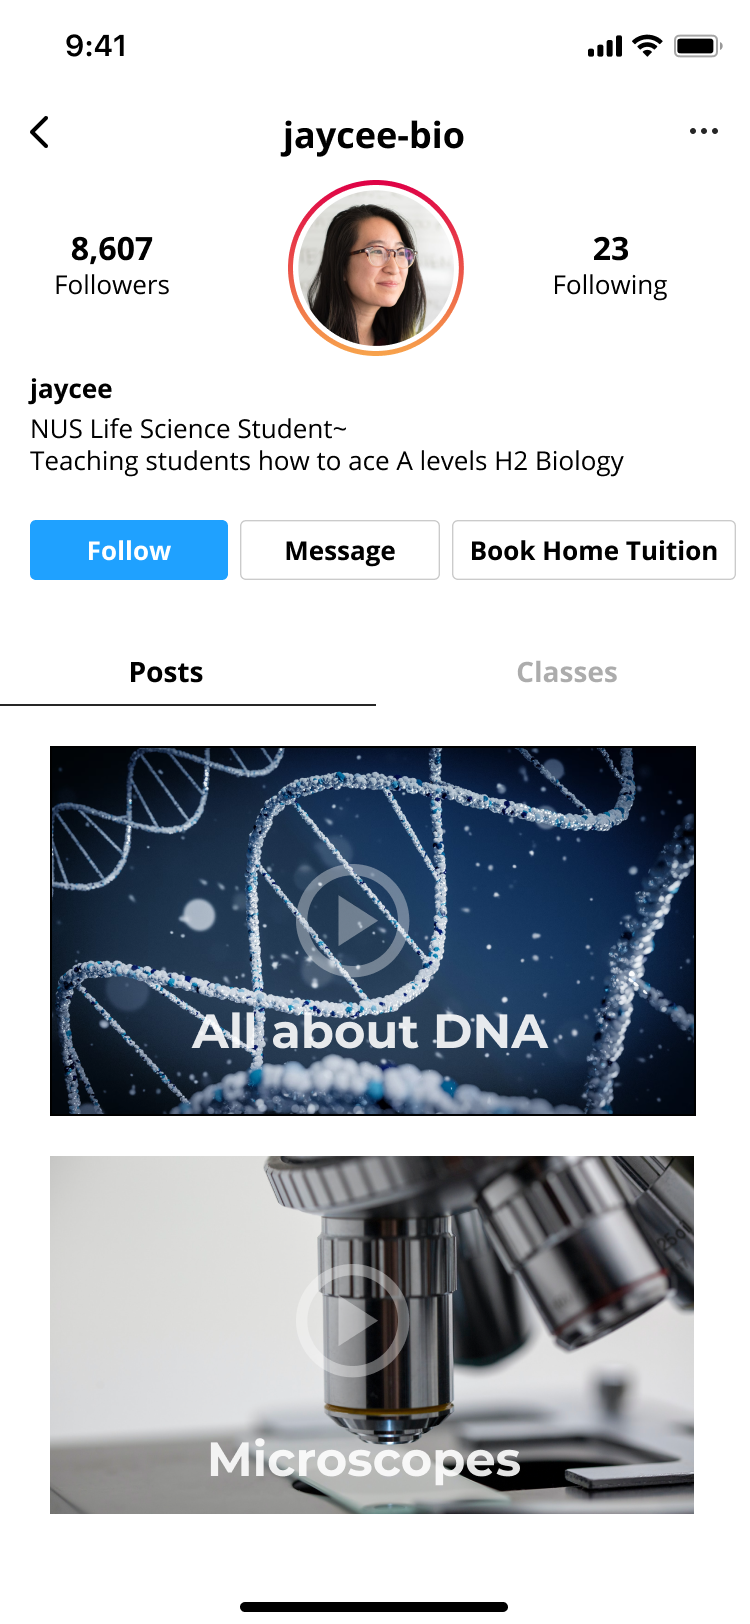 9:41
jaycee-bio
8,607
Followers
23
Following
jaycee
NUS Life Science Student~
Teaching students how to ace A levels H2 Biology
Follow
Message
Book Home Tuition
Posts
Classes
All about DNA
Microscopes